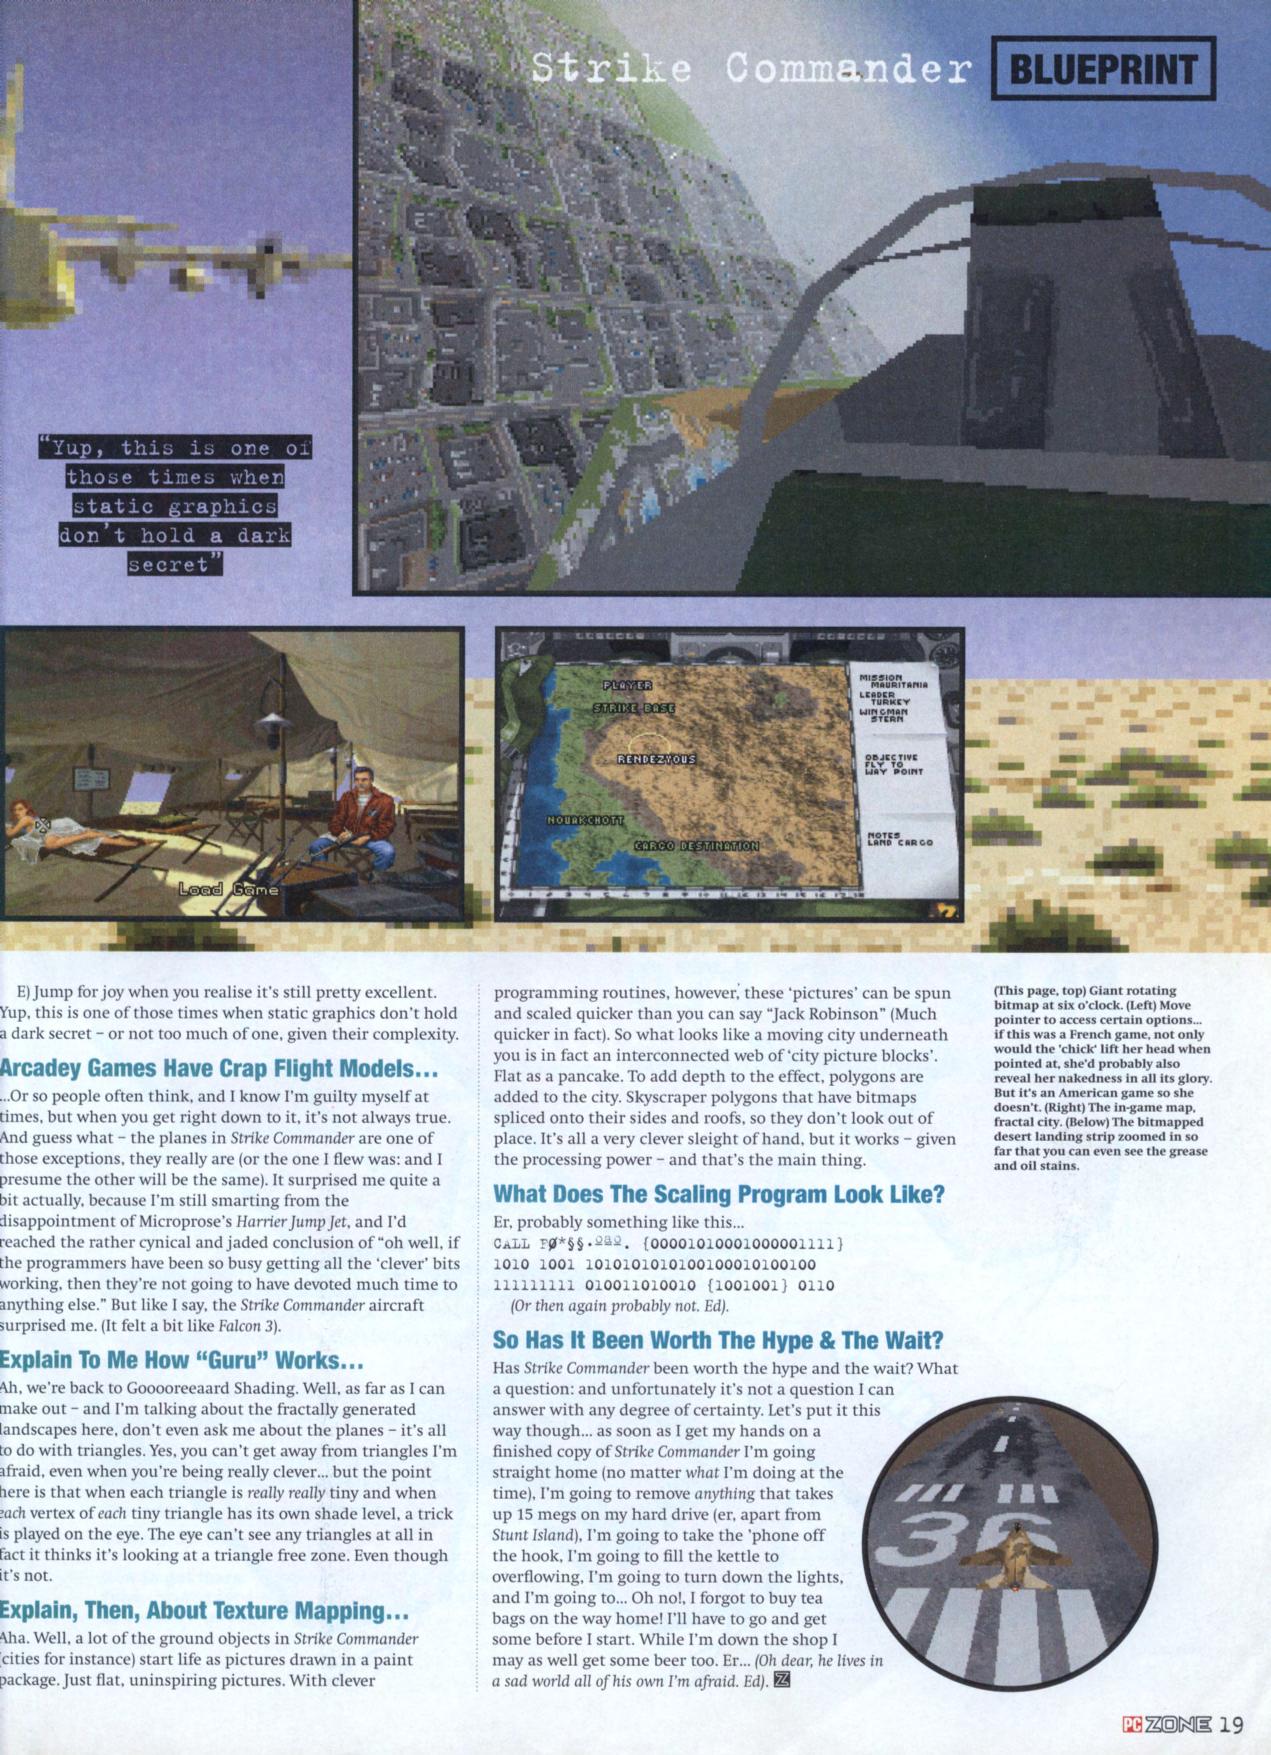 Strike Commander BLUEPRINT
“Yup, this is one of
those times when
static graphics
don't hold a dark
secret”
Load Game
PLAYER
STRIKE BASE
RENDEZVOUS
NOUAKCHOTT
CARGO DESTINATION
MISSION
MAURITANIA
LEADER
TURKEY
WINGMAN
STERN
OBJECTIVE
FLY TO
WAY POINT
NOTES
LAND CARGO
E) Jump for joy when you realise it's still pretty excellent.
Yup, this is one of those times when static graphics don't hold
a dark secret – or not too much of one, given their complexity.
Arcadey Games Have Crap Flight Models...
...Or so people often think, and I know I'm guilty myself at
times, but when you get right down to it, it's not always true.
And guess what – the planes in Strike Commander are one of
those exceptions, they really are (or the one I flew was: and I
presume the other will be the same). It surprised me quite a
bit actually, because I'm still smarting from the
disappointment of Microprose's Harrier Jump Jet, and I'd
reached the rather cynical and jaded conclusion of “oh well, if
the programmers have been so busy getting all the ‘clever’ bits
working, then they're not going to have devoted much time to
anything else.” But like I say, the Strike Commander aircraft
surprised me. (It felt a bit like Falcon 3).
Explain To Me How “Guru” Works...
Ah, we're back to Gooooreeaard Shading. Well, as far as I can
make out – and I'm talking about the fractally generated
landscapes here, don't even ask me about the planes – it's all
to do with triangles. Yes, you can't get away from triangles I'm
afraid, even when you're being really clever... but the point
here is that when each triangle is really really tiny and when
each vertex of each tiny triangle has its own shade level, a trick
is played on the eye. The eye can't see any triangles at all in
fact it thinks it's looking at a triangle free zone. Even though
it's not.
Explain, Then, About Texture Mapping...
Aha. Well, a lot of the ground objects in Strike Commander
(cities for instance) start life as pictures drawn in a paint
package. Just flat, uninspiring pictures. With clever
programming routines, however, these ‘pictures’ can be spun
and scaled quicker than you can say “Jack Robinson” (Much
quicker in fact). So what looks like a moving city underneath
you is in fact an interconnected web of ‘city picture blocks’.
Flat as a pancake. To add depth to the effect, polygons are
added to the city. Skyscraper polygons that have bitmaps
spliced onto their sides and roofs, so they don't look out of
place. It's all a very clever sleight of hand, but it works – given
the processing power – and that's the main thing.
What Does The Scaling Program Look Like?
Er, probably something like this...
CALL {00001010001000001111}
1010 1001 1010101010100100010100100
111111111 010011010010 {1001001} 0110
(Or then again probably not. Ed).
So Has It Been Worth The Hype & The Wait?
Has Strike Commander been worth the hype and the wait? What
a question: and unfortunately it's not a question I can
answer with any degree of certainty. Let's put it this
way though... as soon as I get my hands on a
finished copy of Strike Commander I'm going
straight home (no matter what I'm doing at the
time), I'm going to remove anything that takes
up 15 megs on my hard drive (er, apart from
Stunt Island), I'm going to take the 'phone off
the hook, I'm going to fill the kettle to
overflowing, I'm going to turn down the lights,
and I'm going to... Oh no!, I forgot to buy tea
bags on the way home! I'll have to go and get
some before I start. While I'm down the shop I
may as well get some beer too. Er... (Oh dear, he lives in
a sad world all of his own I'm afraid. Ed). Z
(This page, top) Giant rotating
bitmap at six o'clock. (Left) Move
pointer to access certain options...
if this was a French game, not only
would the 'chick' lift her head when
pointed at, she'd probably also
reveal her nakedness in all its glory.
But it's an American game so she
doesn't. (Right) The in-game map,
fractal city. (Below) The bitmapped
desert landing strip zoomed in so
far that you can even see the grease
and oil stains.
36
PC ZONE 19